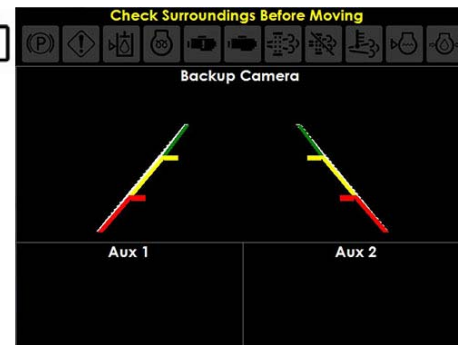 Check Surroundings Before Moving
(P)
Backup Camera
Aux 1
Aux 2